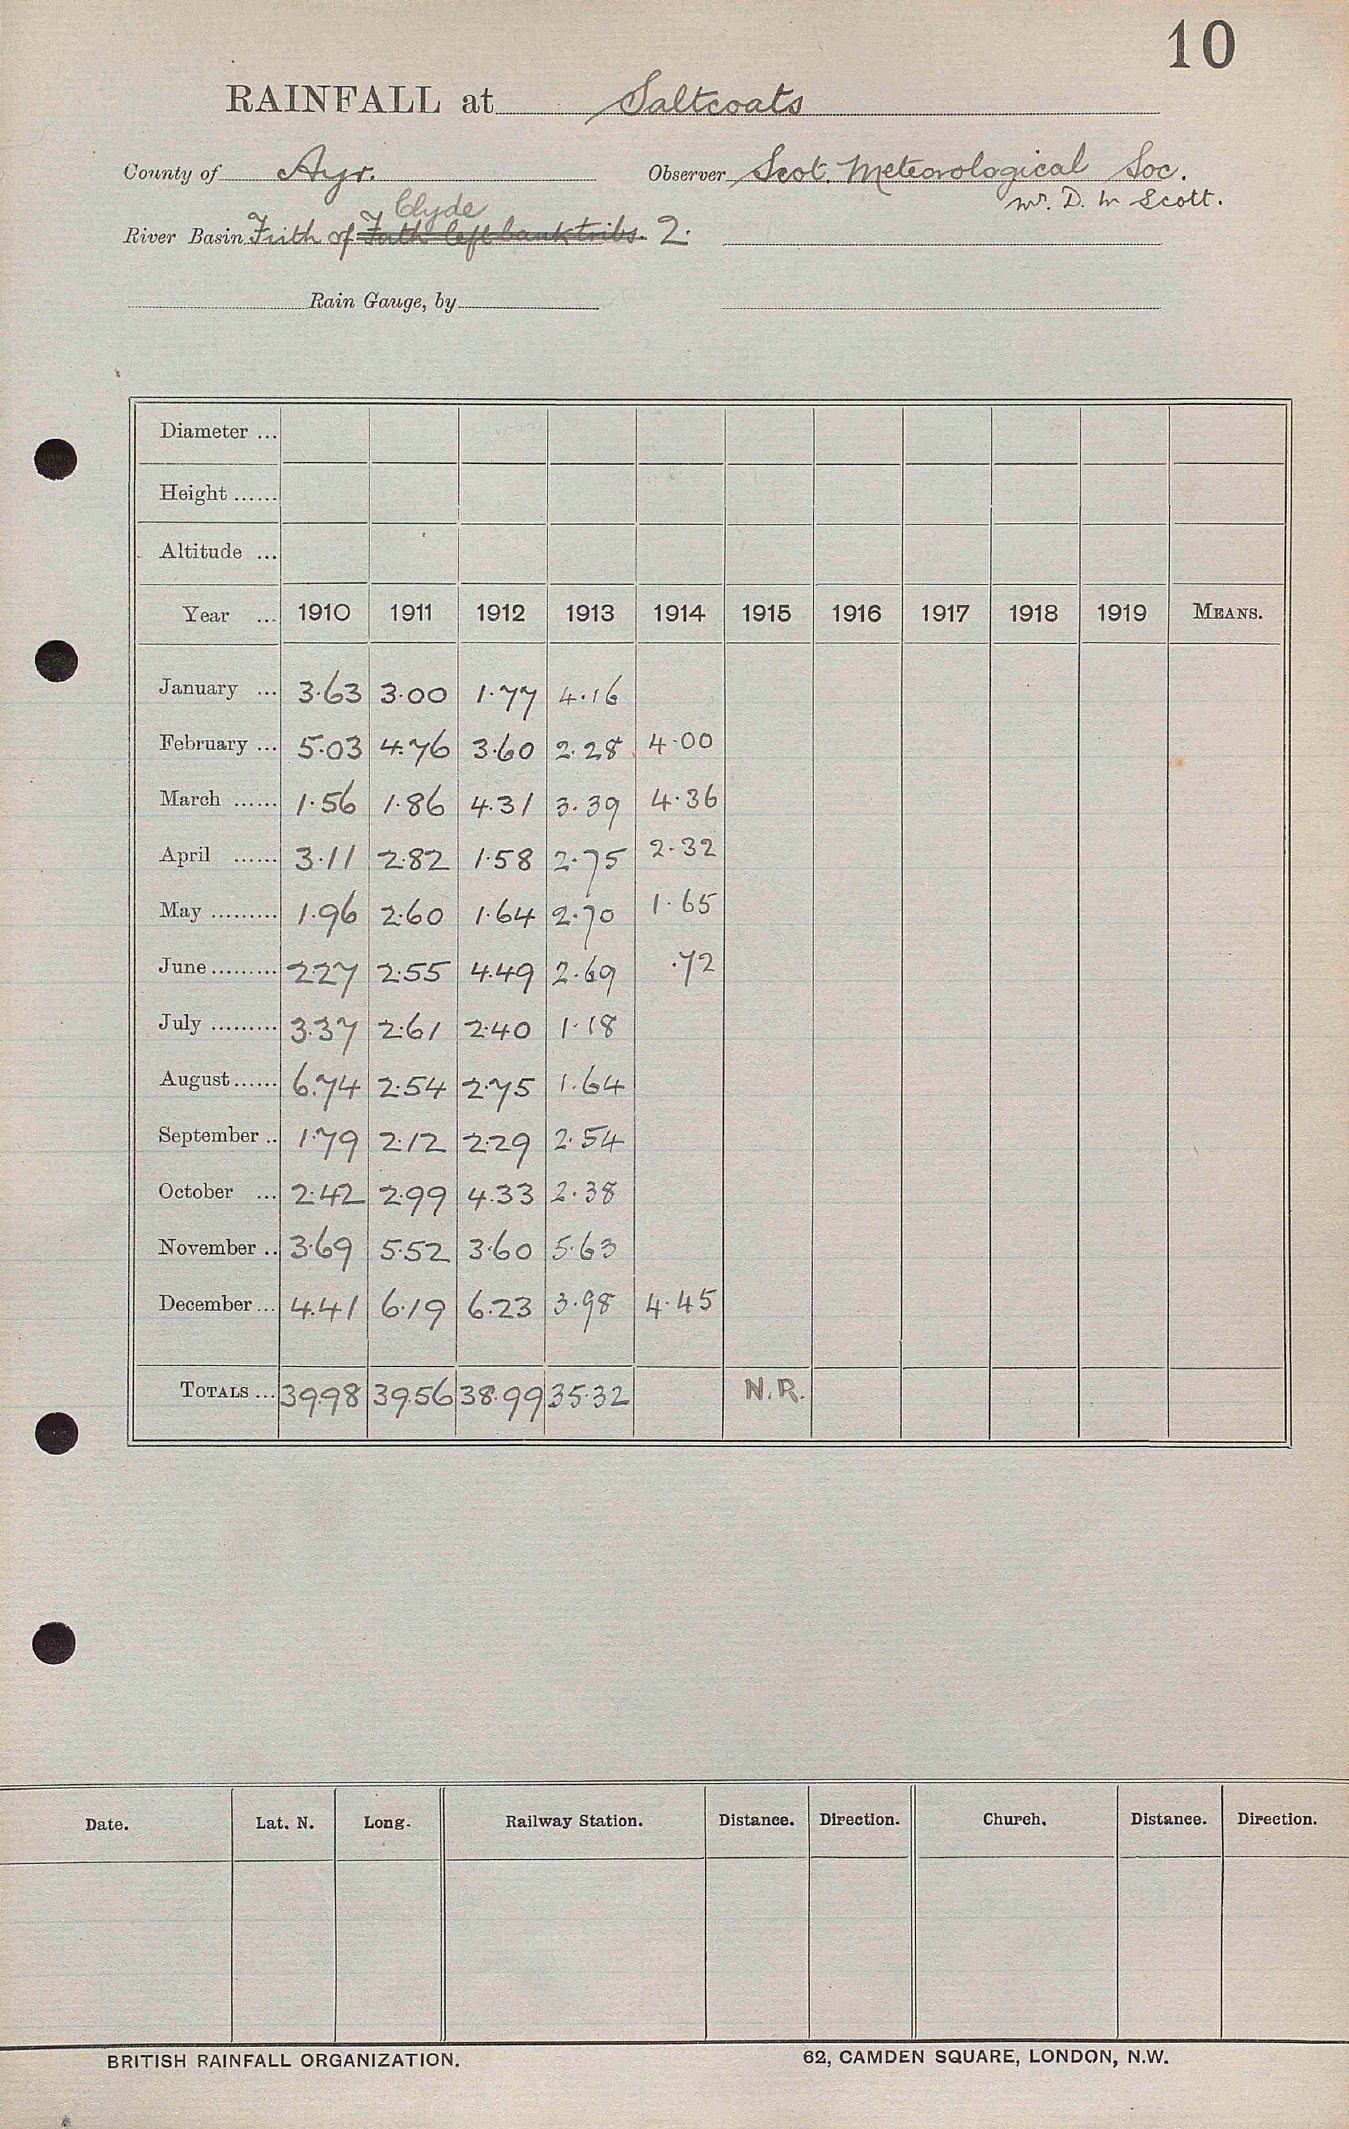 10
RAINFALL at Saltcoats
County of Ayr. Observer Scot. Meteorological Soc.
Mr. D. M Scott.
Clyde
River Basin Frith of Forth left bank tribs. 2.
Rain Gauge, by
Diameter ...
Height ......
Altitude ...
Year ... 1910 1911 1912 1913 1914 1915 1916 1917 1918 1919 MEANS.
January ... 3.63 3.00 1.77 4.16
February ... 5.03 4.76 3.60 2.28 4.00
March ...... 1.56 1.86 4.31 3.39 4.36
April ...... 3.11 2.82 1.58 2.75 2.32
May ......... 1.96 2.60 1.64 2.70 1.65
June ......... 2.27 2.55 4.49 2.69 .72
July ......... 3.37 2.61 2.40 1.18
August ...... 6.74 2.54 2.75 1.64
September .. 1.79 2.12 2.29 2.54
October ... 2.42 2.99 4.33 2.38
November .. 3.69 5.52 3.60 5.63
December ... 4.41 6.19 6.23 3.98 4.45
TOTALS ... 39.98 39.56 38.99 35.32 N.R.
Date. Lat. N. Long. Railway Station. Distance. Direction. Church. Distance. Direction.
BRITISH RAINFALL ORGANIZATION. 62, CAMDEN SQUARE, LONDON, N.W.